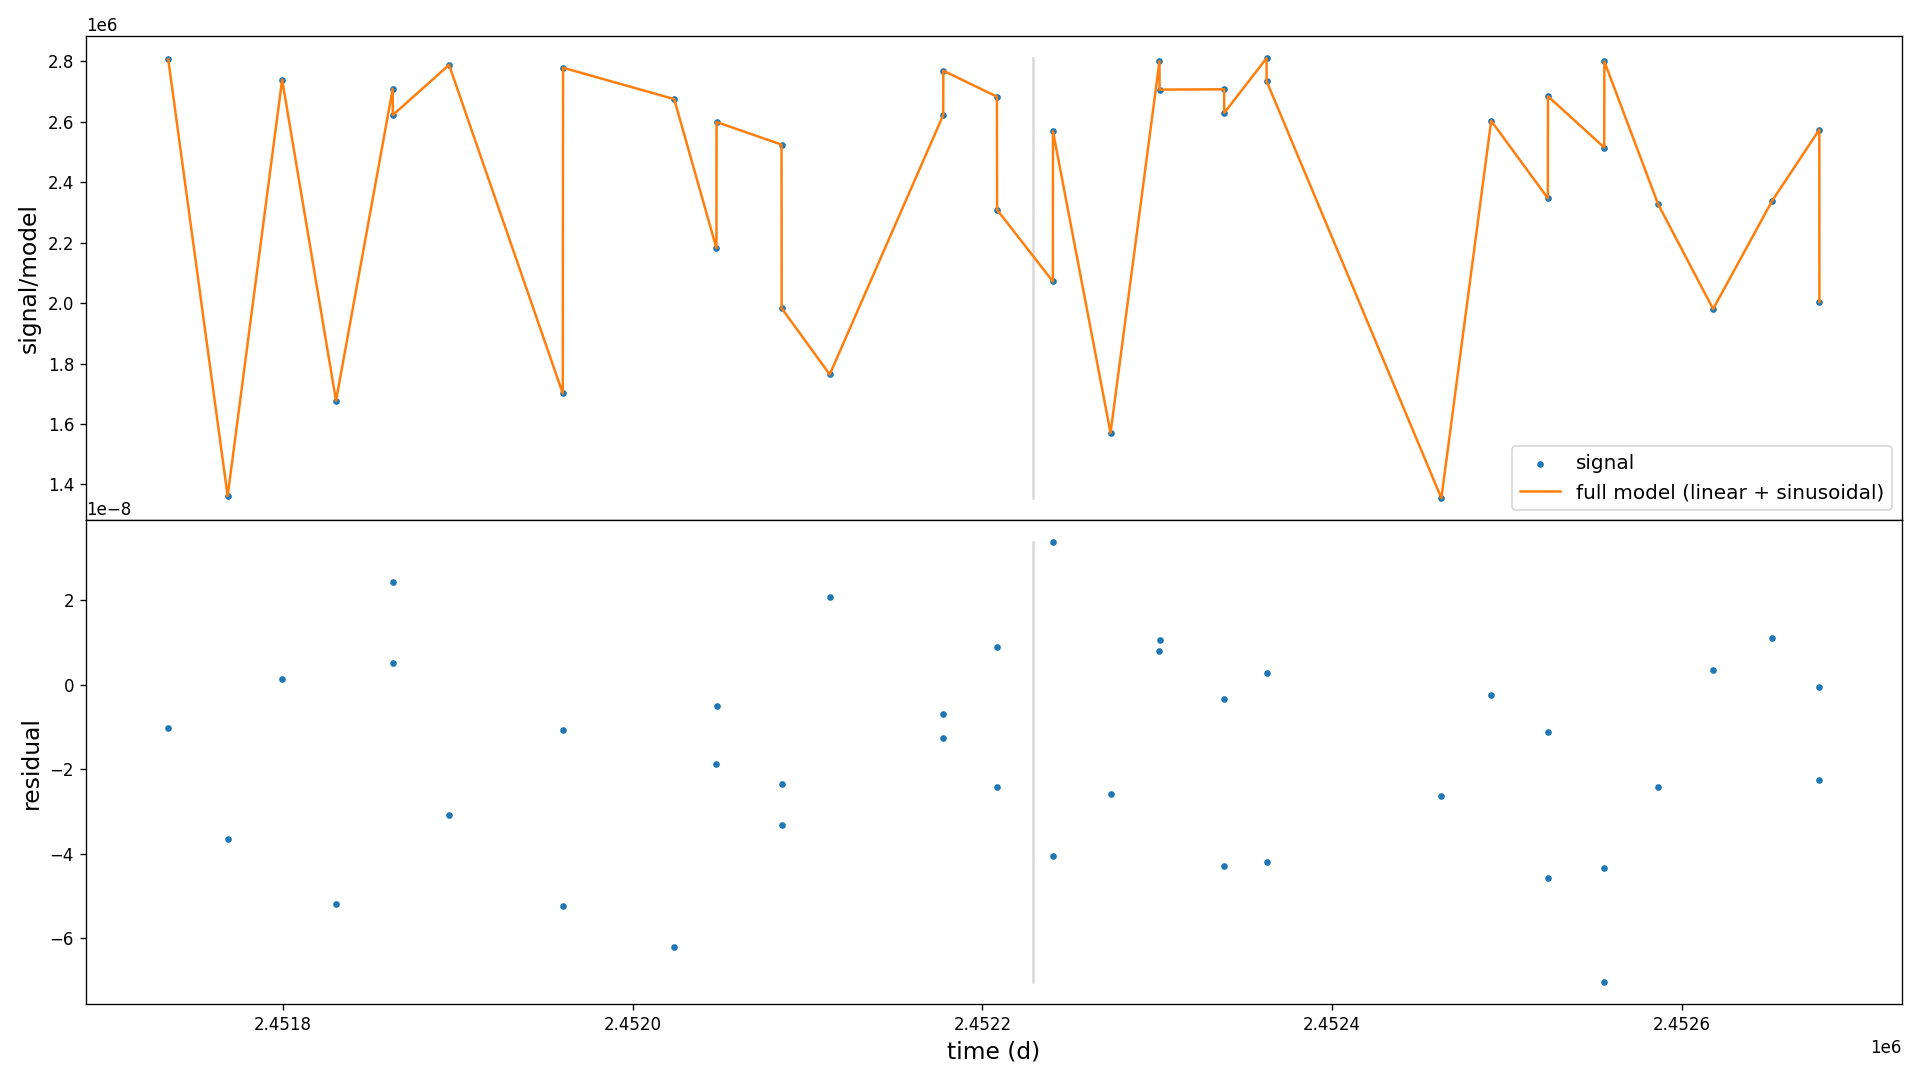 1e6
2.8
2.6
2.4
2.2
2.0
1.8
1.6
1.4
signal/model
signal
full model (linear + sinusoidal)
1e−8
2
0
−2
−4
−6
residual
2.4518
2.4520
2.4522
2.4524
2.4526
time (d)
1e6